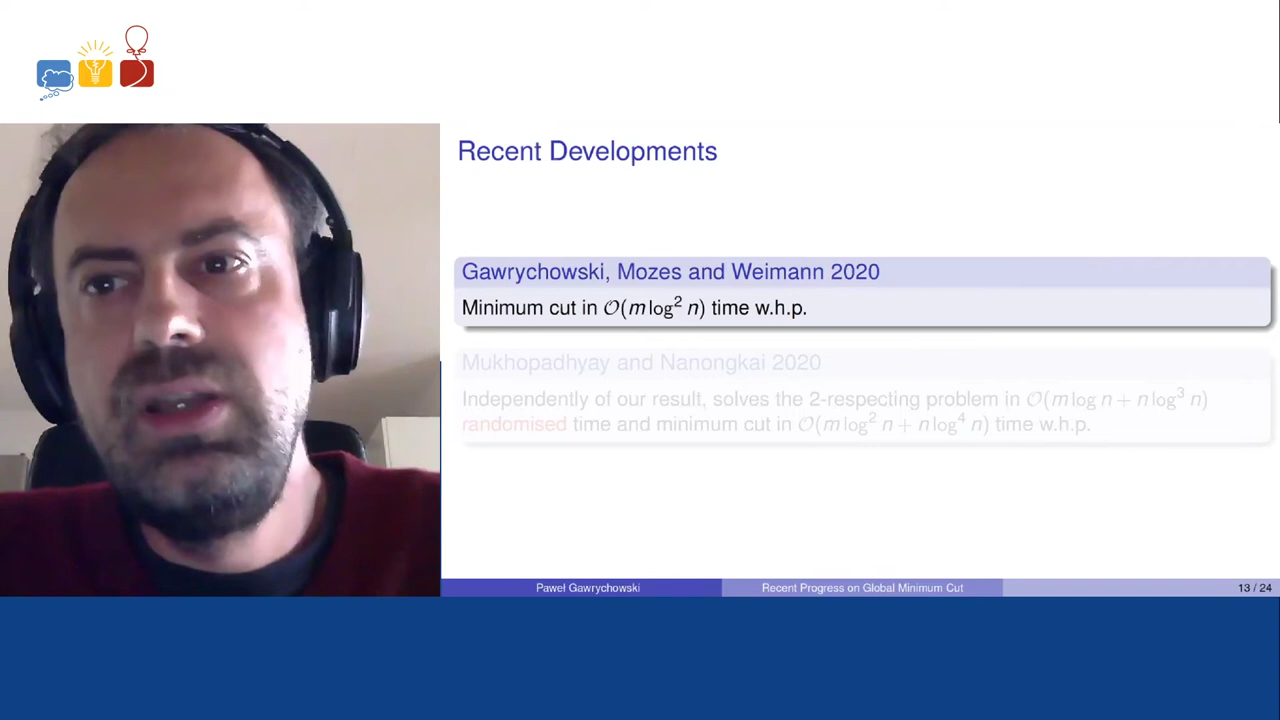 Recent Developments
Gawrychowski, Mozes and Weimann 2020
Minimum cut in O(m log² n) time w.h.p.
Mukhopadhyay and Nanongkai 2020
Independently of our result, solves the 2-respecting problem in O(m log n + n log³ n)
randomised time and minimum cut in O(m log² n + n log⁴ n) time w.h.p.
Paweł Gawrychowski
Recent Progress on Global Minimum Cut
13 / 24